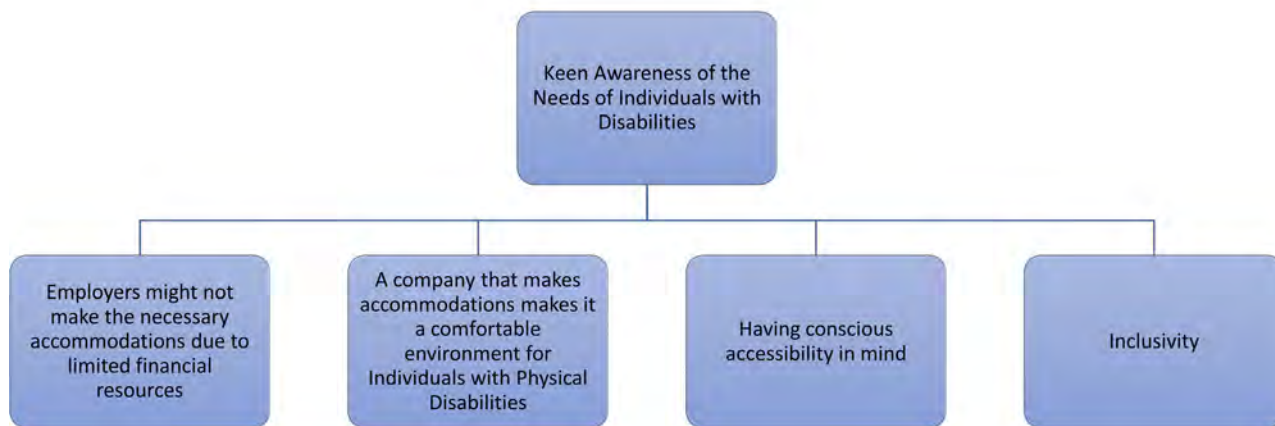 Keen Awareness of the
Needs of Individuals with
Disabilities
Employers might not
make the necessary
accommodations due to
limited financial
resources
A company that makes
accommodations makes it
a comfortable
environment for
Individuals with Physical
Disabilities
Having conscious
accessibility in mind
Inclusivity